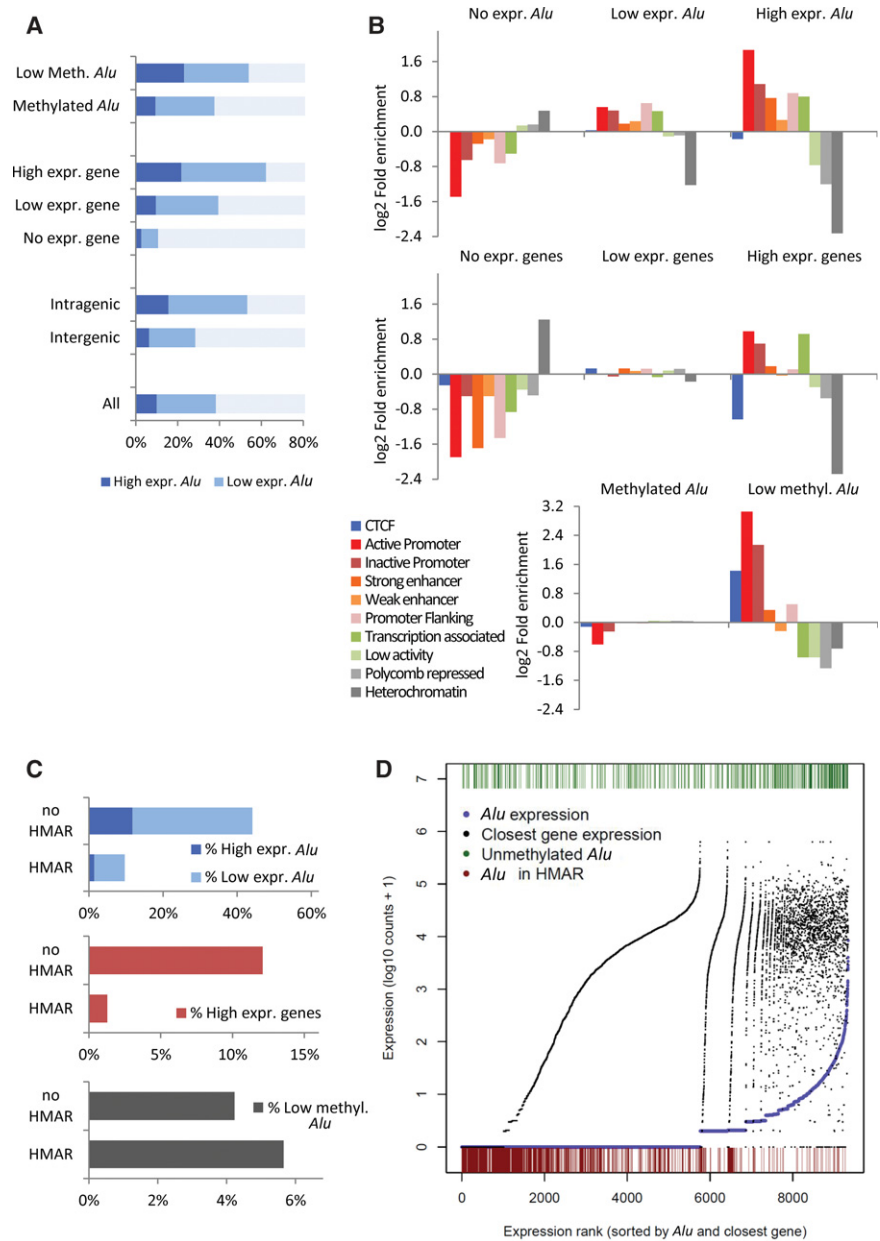 A
Low Meth. Alu
Methylated Alu
High expr. gene
Low expr. gene
No expr. gene
Intragenic
Intergenic
All
0% 20% 40% 60% 80%
High expr. Alu Low expr. Alu
B
No expr. Alu Low expr. Alu High expr. Alu
log2 Fold enrichment
1.6
0.8
0.0
-0.8
-1.6
-2.4
No expr. genes Low expr. genes High expr. genes
log2 Fold enrichment
1.6
0.8
0.0
-0.8
-1.6
-2.4
Methylated Alu Low methyl. Alu
log2 Fold enrichment
3.2
2.4
1.6
0.8
0.0
-0.8
-1.6
-2.4
CTCF
Active Promoter
Inactive Promoter
Strong enhancer
Weak enhancer
Promoter Flanking
Transcription associated
Low activity
Polycomb repressed
Heterochromatin
C
no
HMAR
HMAR
% High expr. Alu
% Low expr. Alu
0% 20% 40% 60%
no
HMAR
HMAR
% High expr. genes
0% 5% 10% 15%
no
HMAR
HMAR
% Low methyl.
Alu
0% 2% 4% 6%
D
Expression (log10 counts + 1)
7
6
5
4
3
2
1
0
Alu expression
Closest gene expression
Unmethylated Alu
Alu in HMAR
0 2000 4000 6000 8000
Expression rank (sorted by Alu and closest gene)